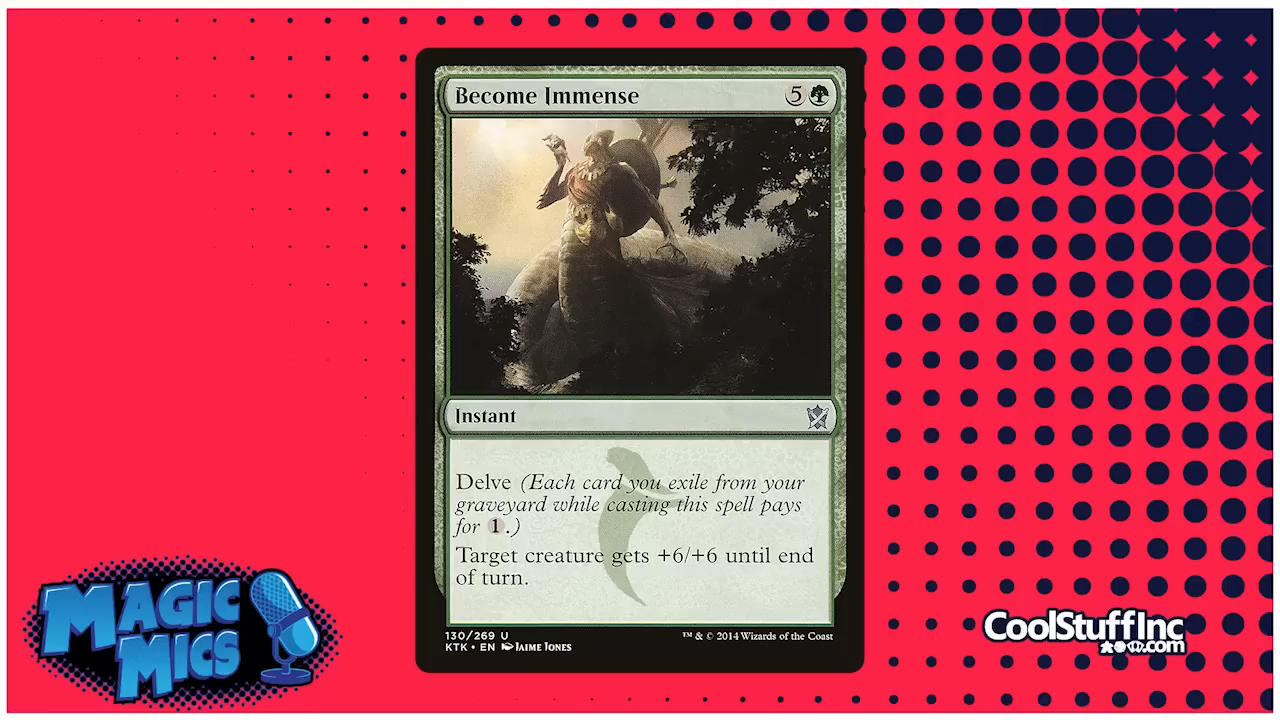 Become Immense 5
Instant
Delve (Each card you exile from your
graveyard while casting this spell pays
for 1.)
Target creature gets +6/+6 until end
of turn.
130/269 U
KTK • EN Jaime Jones
™ & © 2014 Wizards of the Coast
MAGIC
MICS
CoolStuffInc
.com